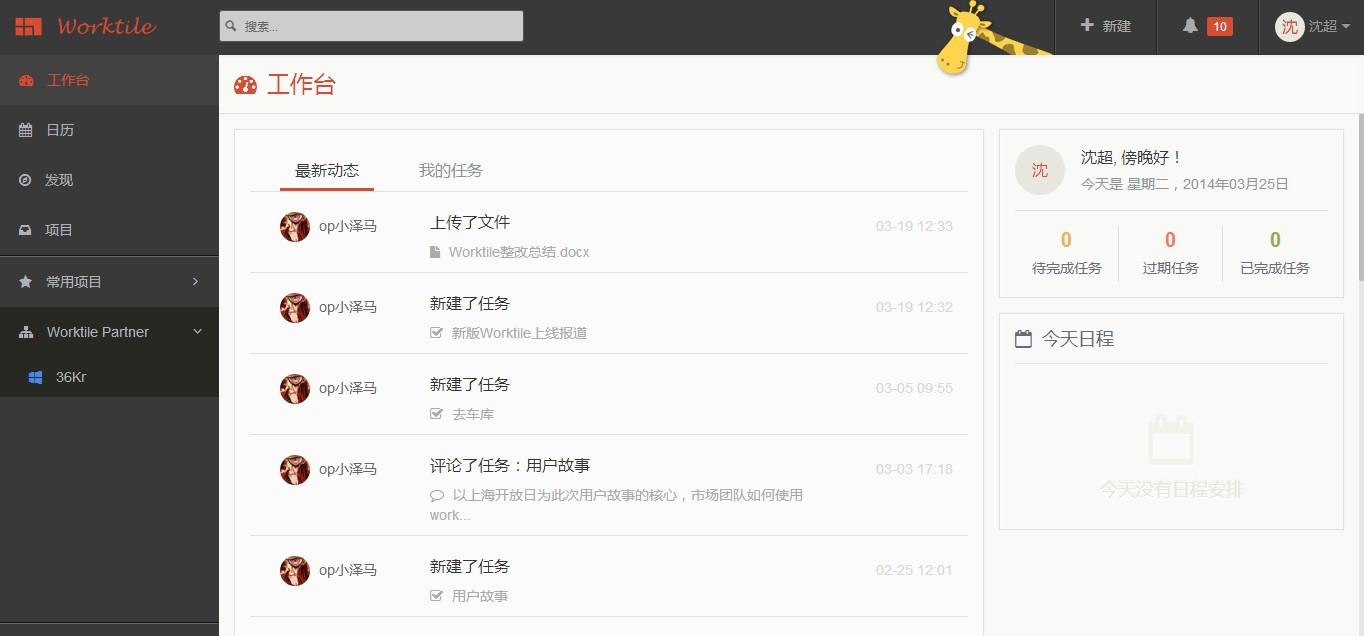 Worktile
搜索...
新建
10
沈
沈超
工作台
日历
发现
项目
常用项目
Worktile Partner
36Kr
工作台
最新动态
我的任务
op小泽马
上传了文件
03-19 12:33
Worktile整改总结.docx
op小泽马
新建了任务
03-19 12:32
新版Worktile上线报道
op小泽马
新建了任务
03-05 09:55
去车库
op小泽马
评论了任务：用户故事
03-03 17:18
以上海开放日为此次用户故事的核心，市场团队如何使用
work...
op小泽马
新建了任务
02-25 12:01
用户故事
沈
沈超, 傍晚好！
今天是 星期二，2014年03月25日
0
待完成任务
0
过期任务
0
已完成任务
今天日程
今天没有日程安排